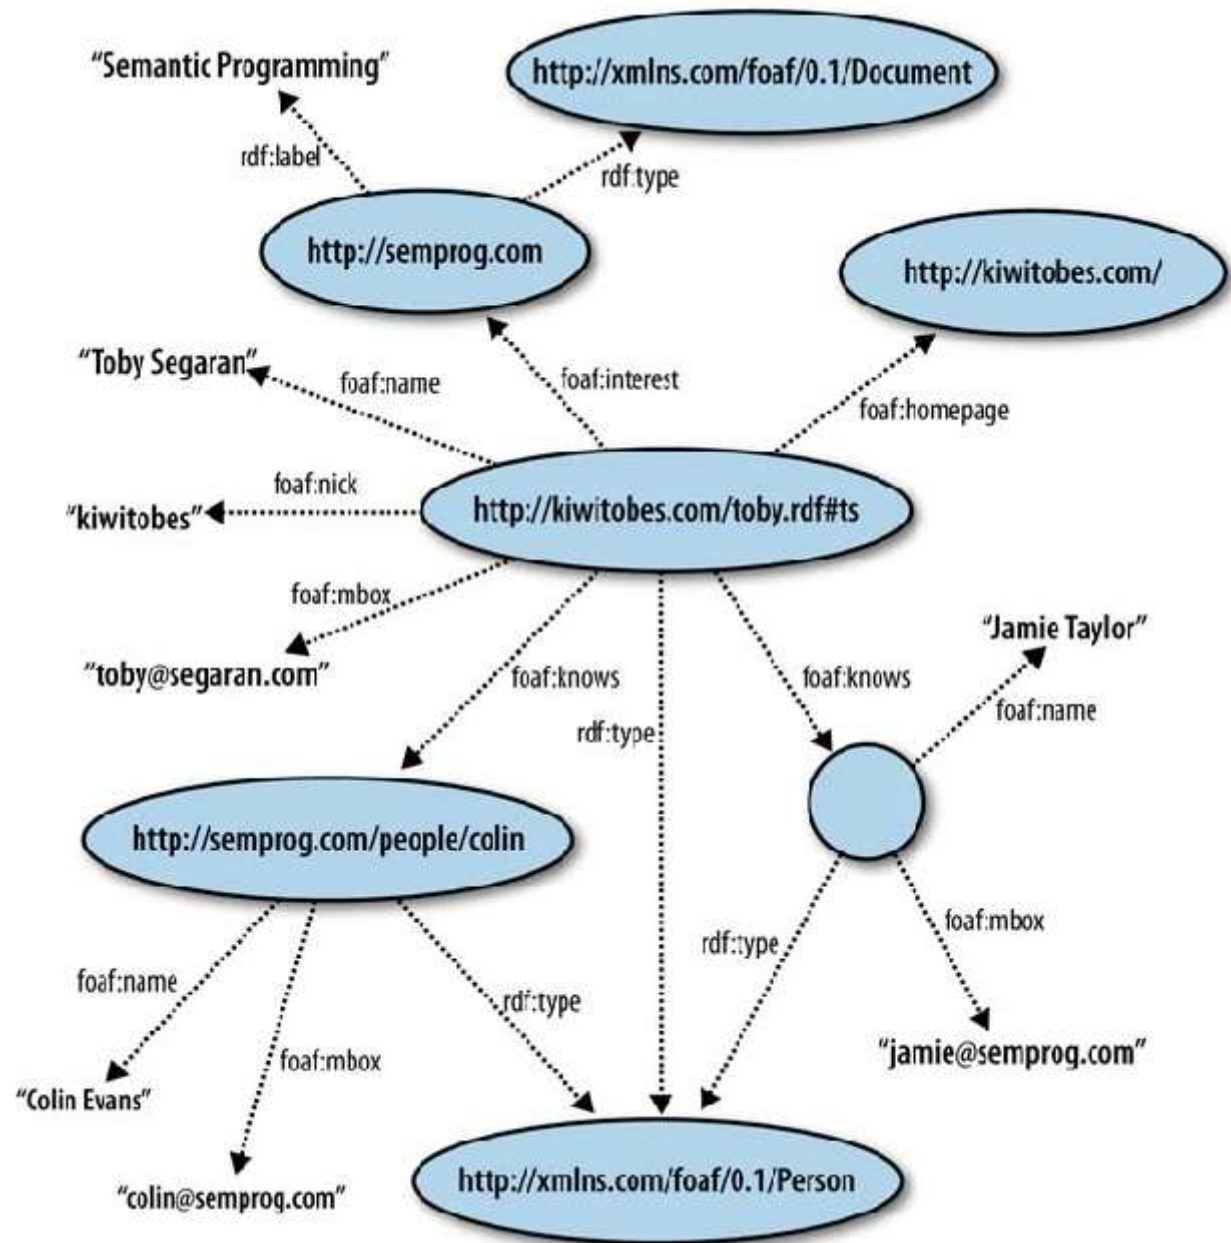 “Semantic Programming”
http://xmlns.com/foaf/0.1/Document
rdf:label
rdf:type
http://semprog.com
http://kiwitobes.com/
“Toby Segaran”
foaf:name
foaf:interest
foaf:homepage
foaf:nick
“kiwitobes”
http://kiwitobes.com/toby.rdf#ts
foaf:mbox
“toby@segaran.com”
foaf:knows
foaf:knows
“Jamie Taylor”
foaf:name
rdf:type
http://semprog.com/people/colin
foaf:name
rdf:type
foaf:mbox
rdf:type
foaf:mbox
“Colin Evans”
“jamie@semprog.com”
“colin@semprog.com”
http://xmlns.com/foaf/0.1/Person